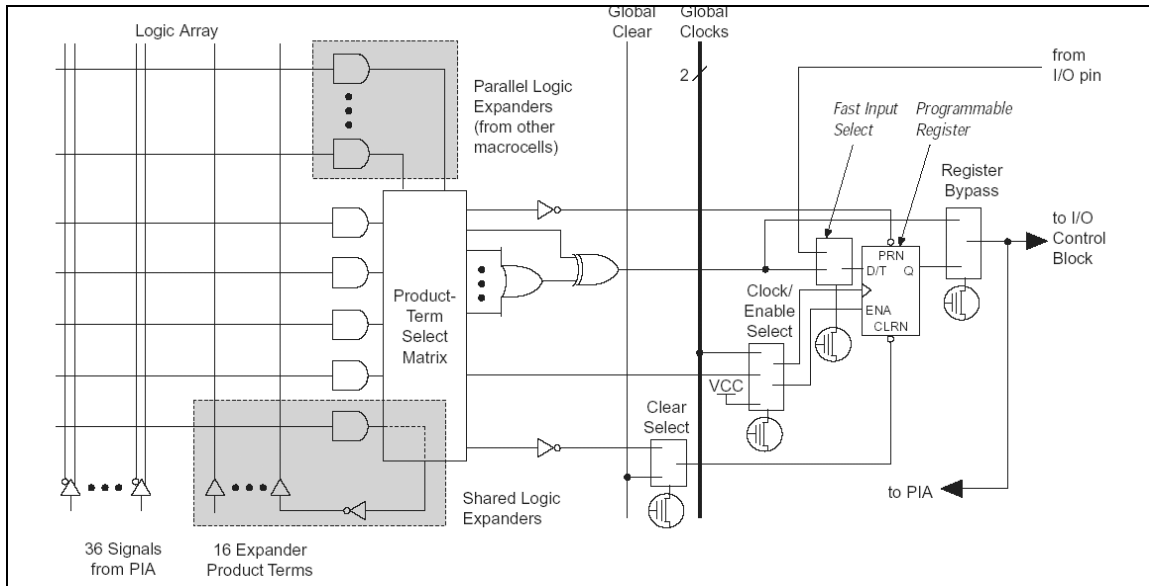 Logic Array
Global
Clear
Global
Clocks
2
from
I/O pin
Parallel Logic
Expanders
(from other
macrocells)
Fast Input
Select
Programmable
Register
Register
Bypass
to I/O
Control
Block
PRN
D/T
Q
ENA
CLRN
Product-
Term
Select
Matrix
Clock/
Enable
Select
VCC
Clear
Select
to PIA
Shared Logic
Expanders
36 Signals
from PIA
16 Expander
Product Terms